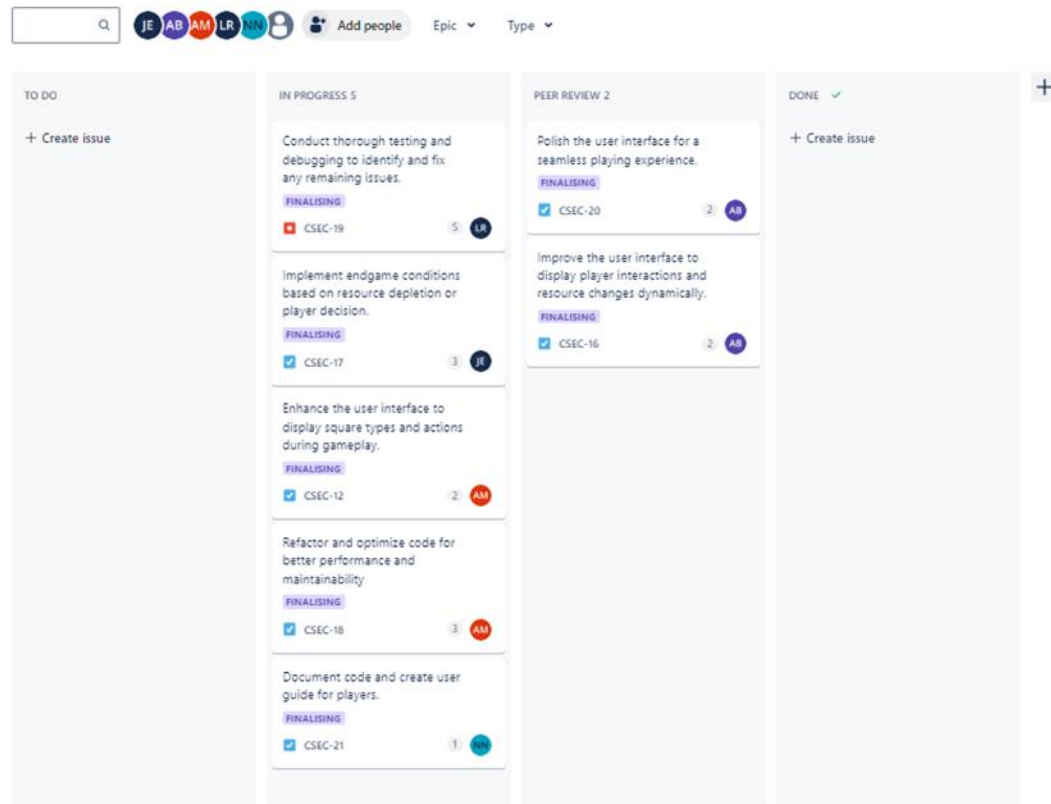 JE AB AM LR NN Add people Epic Type
TO DO
+ Create issue
IN PROGRESS 5
Conduct thorough testing and
debugging to identify and fix
any remaining issues.
FINALISING
CSEC-19 5 LR
Implement endgame conditions
based on resource depletion or
player decision.
FINALISING
CSEC-17 3 JE
Enhance the user interface to
display square types and actions
during gameplay.
FINALISING
CSEC-12 2 AM
Refactor and optimize code for
better performance and
maintainability
FINALISING
CSEC-18 3 AM
Document code and create user
guide for players.
FINALISING
CSEC-21 1 NN
PEER REVIEW 2
Polish the user interface for a
seamless playing experience.
FINALISING
CSEC-20 2 AB
Improve the user interface to
display player interactions and
resource changes dynamically.
FINALISING
CSEC-16 2 AB
DONE
+ Create issue
+